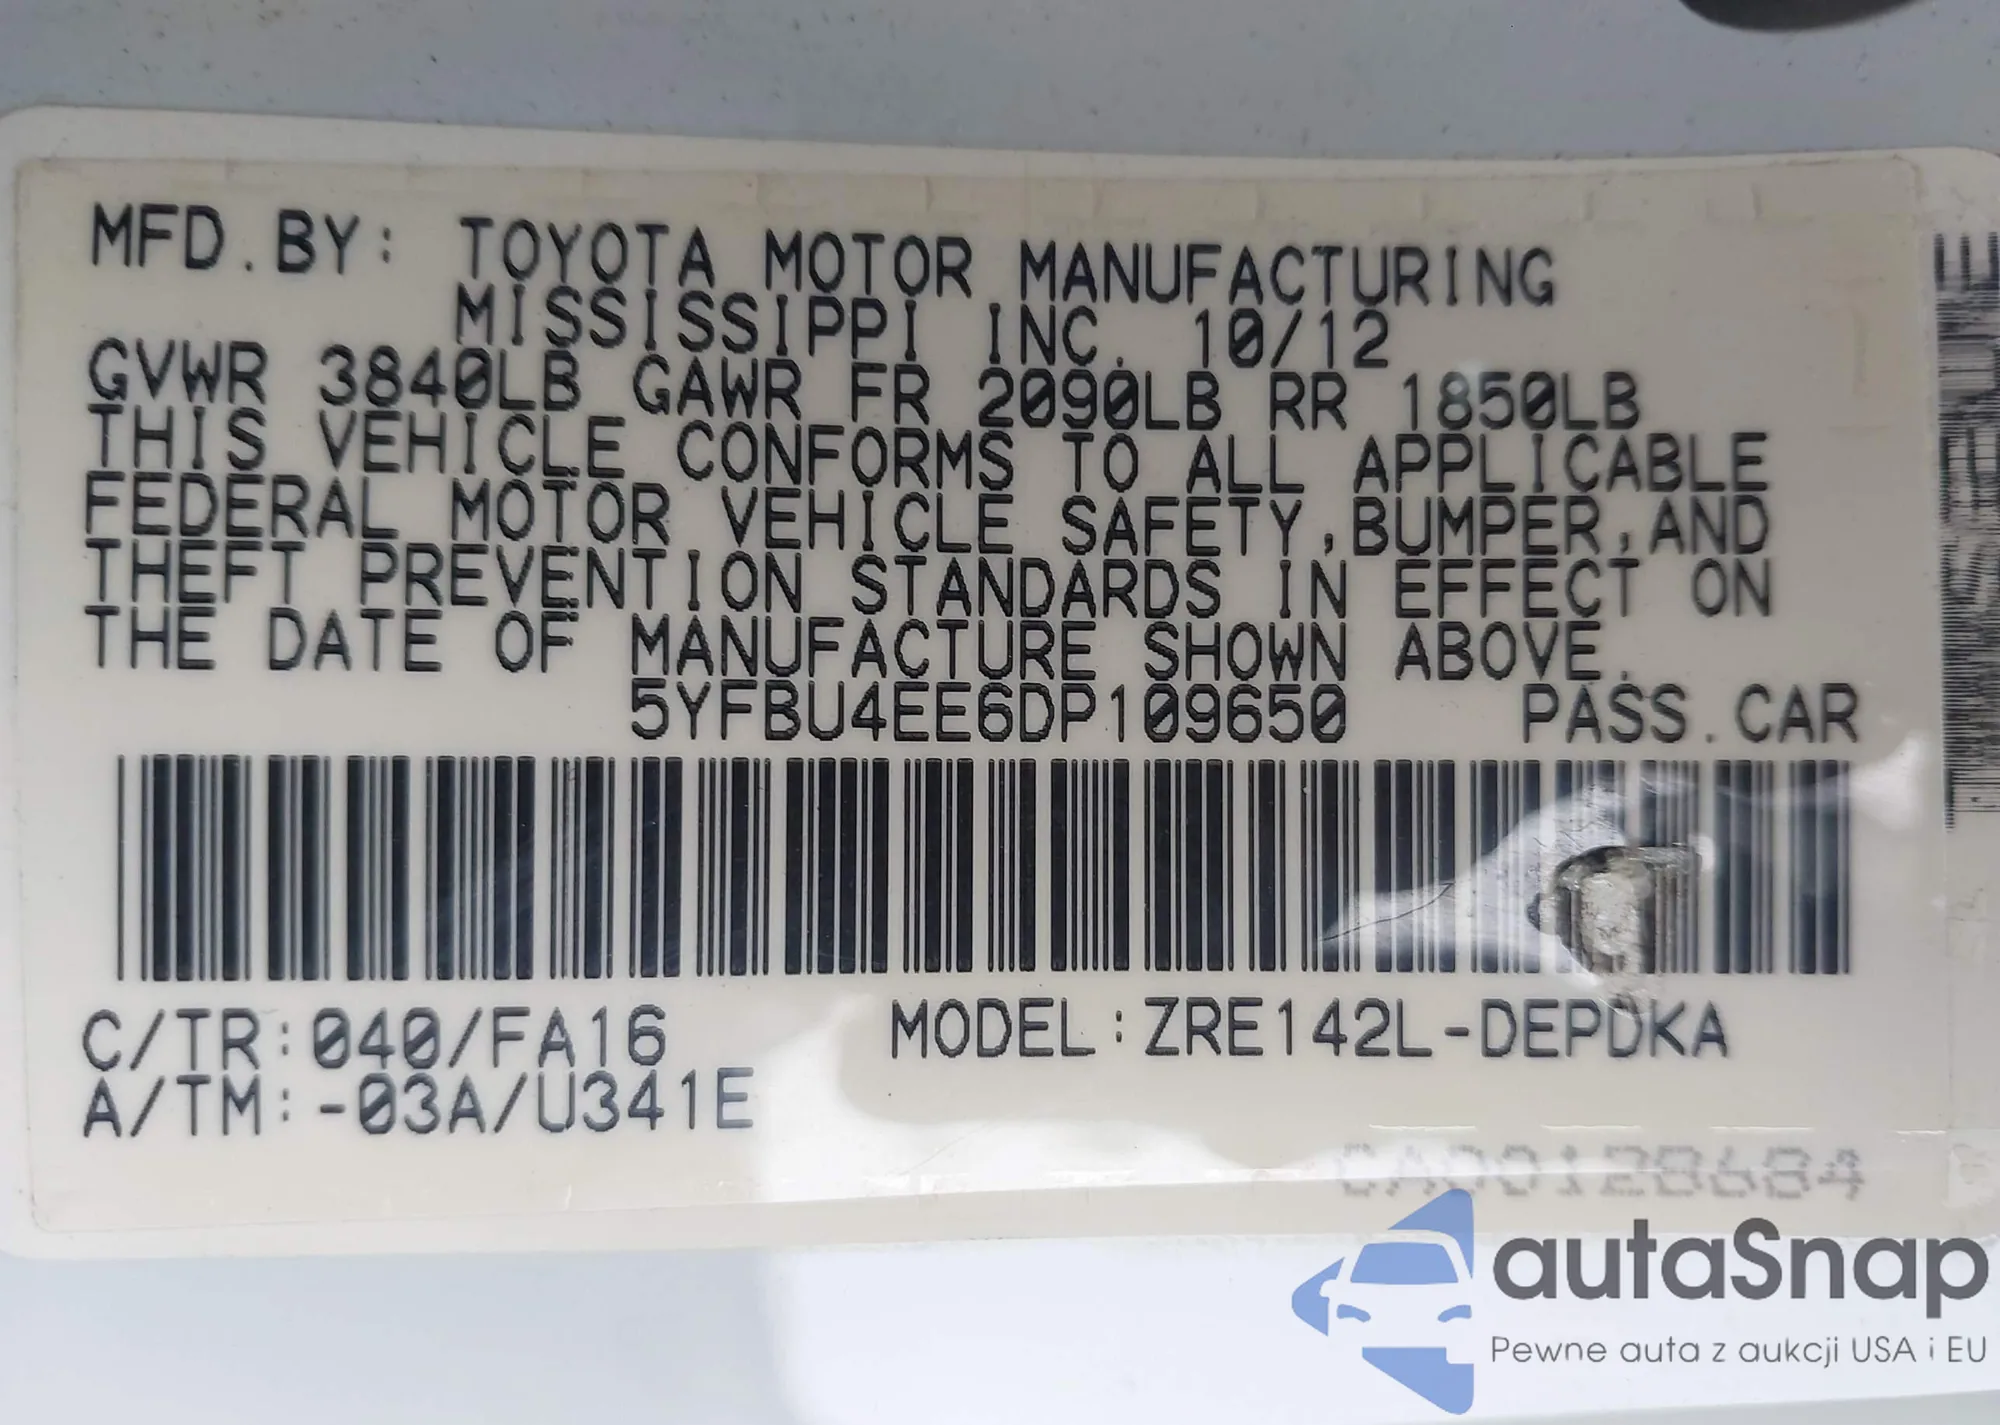 MFD.BY: TOYOTA MOTOR MANUFACTURING
MISSISSIPPI INC. 10/12
GVWR 3840LB GAWR FR 2090LB RR 1850LB
THIS VEHICLE CONFORMS TO ALL APPLICABLE
FEDERAL MOTOR VEHICLE SAFETY,BUMPER,AND
THEFT PREVENTION STANDARDS IN EFFECT ON
THE DATE OF MANUFACTURE SHOWN ABOVE.
5YFBU4EE6DP109650 PASS.CAR
C/TR:040/FA16 MODEL:ZRE142L-DEPDKA
A/TM:-03A/U341E
CA00128684
autaSnap
Pewne auta z aukcji USA i EU